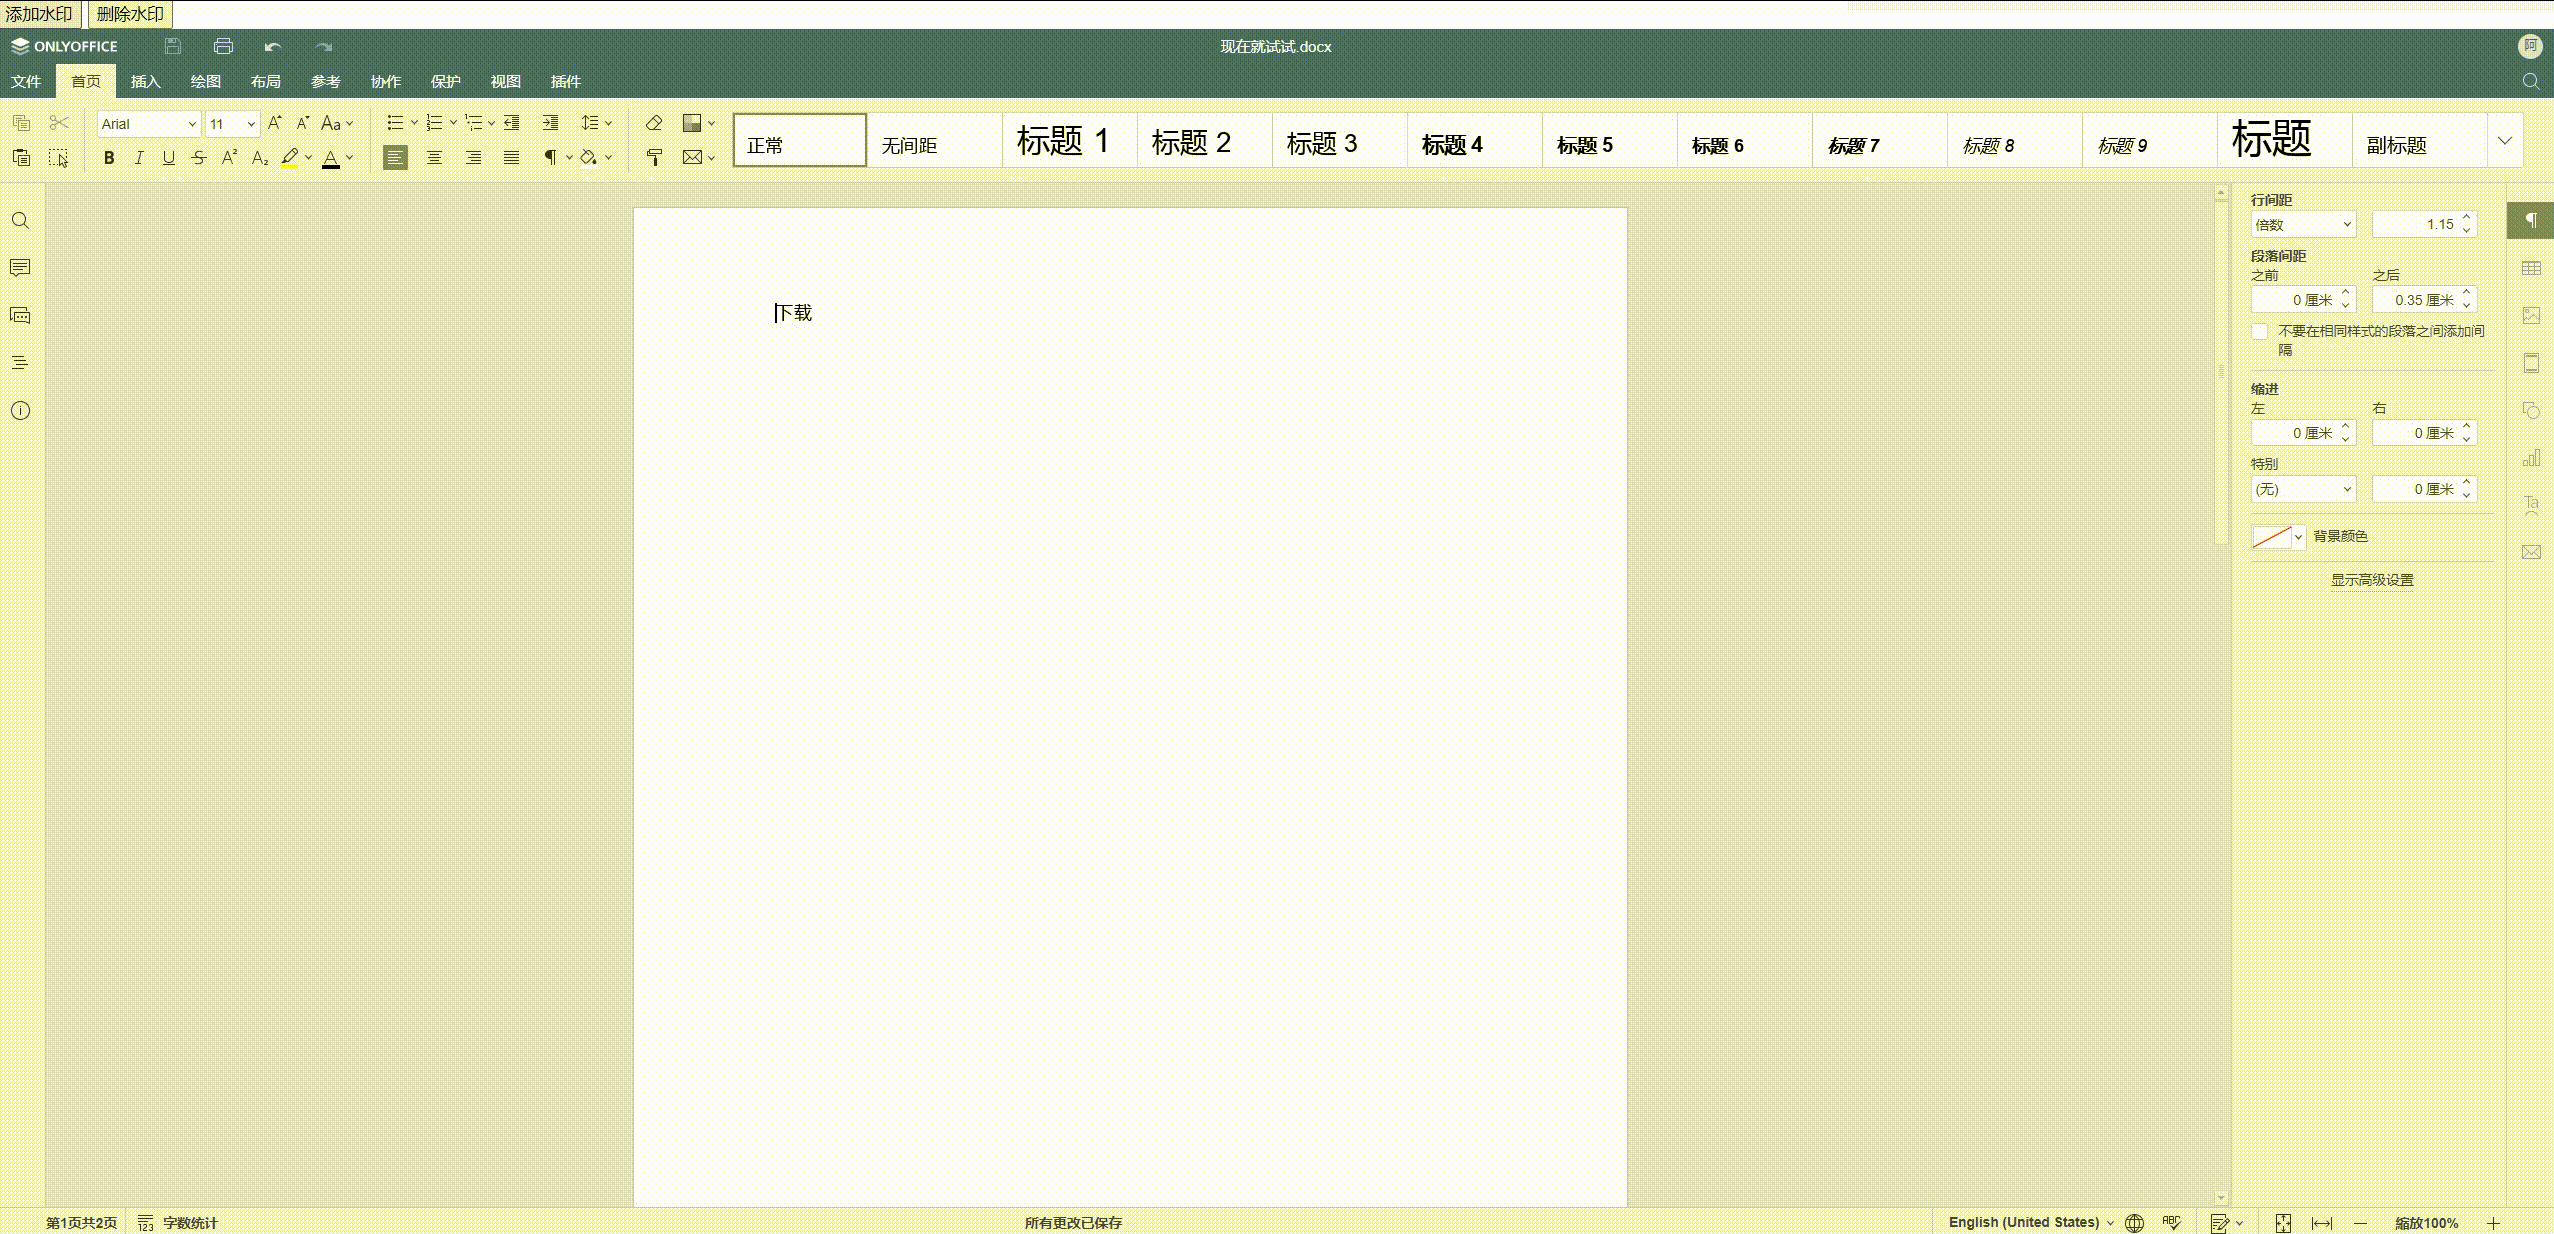 添加水印 删除水印
ONLYOFFICE 现在就试试.docx 阿
文件 首页 插入 绘图 布局 参考 协作 保护 视图 插件
Arial 11 Aa
B I U S A² A₂ A
正常 无间距 标题 1 标题 2 标题 3 标题 4 标题 5 标题 6 标题 7 标题 8 标题 9 标题 副标题
下载
行间距
倍数 1.15
段落间距
之前 之后
0 厘米 0.35 厘米
不要在相同样式的段落之间添加间
隔
缩进
左 右
0 厘米 0 厘米
特别
(无) 0 厘米
背景颜色
显示高级设置
第1页共2页 字数统计 所有更改已保存 English (United States) 缩放100%